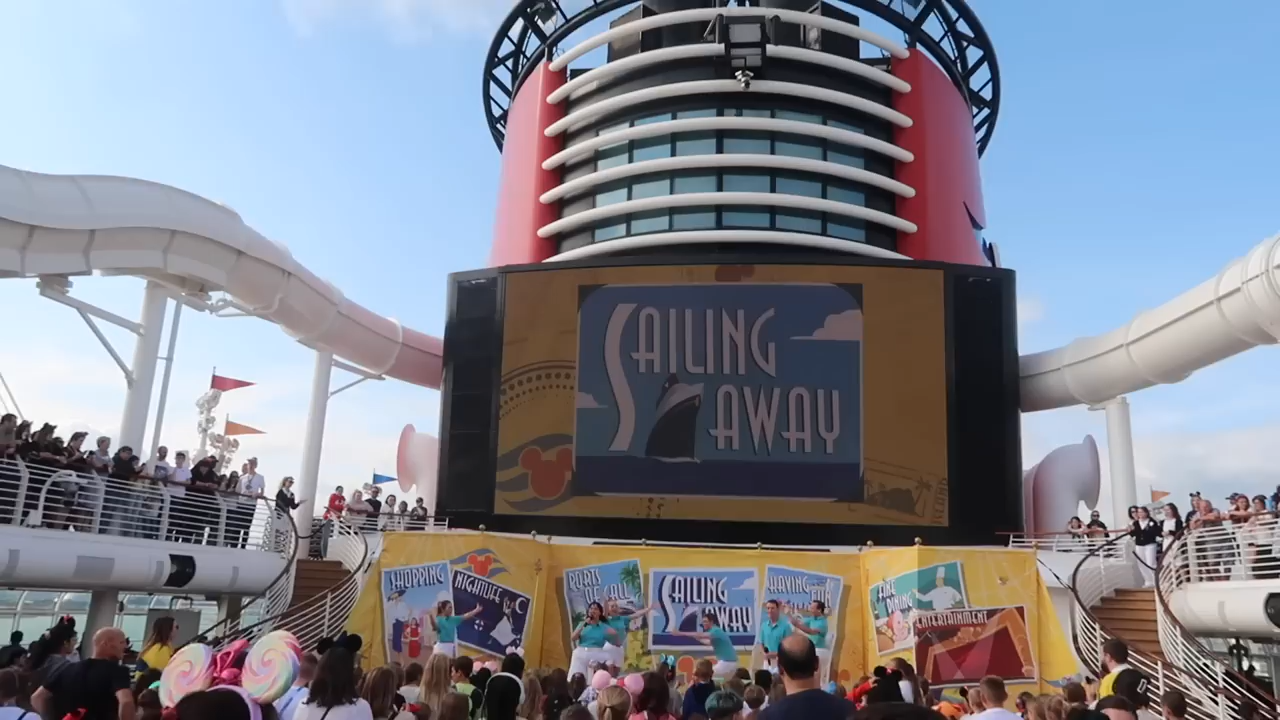 SAILING
AWAY
SHOPPING
NIGHTLIFE
PORTS
OF CALL
SAILING
AWAY
HAVING FUN
FINE
DINING
ENTERTAINMENT